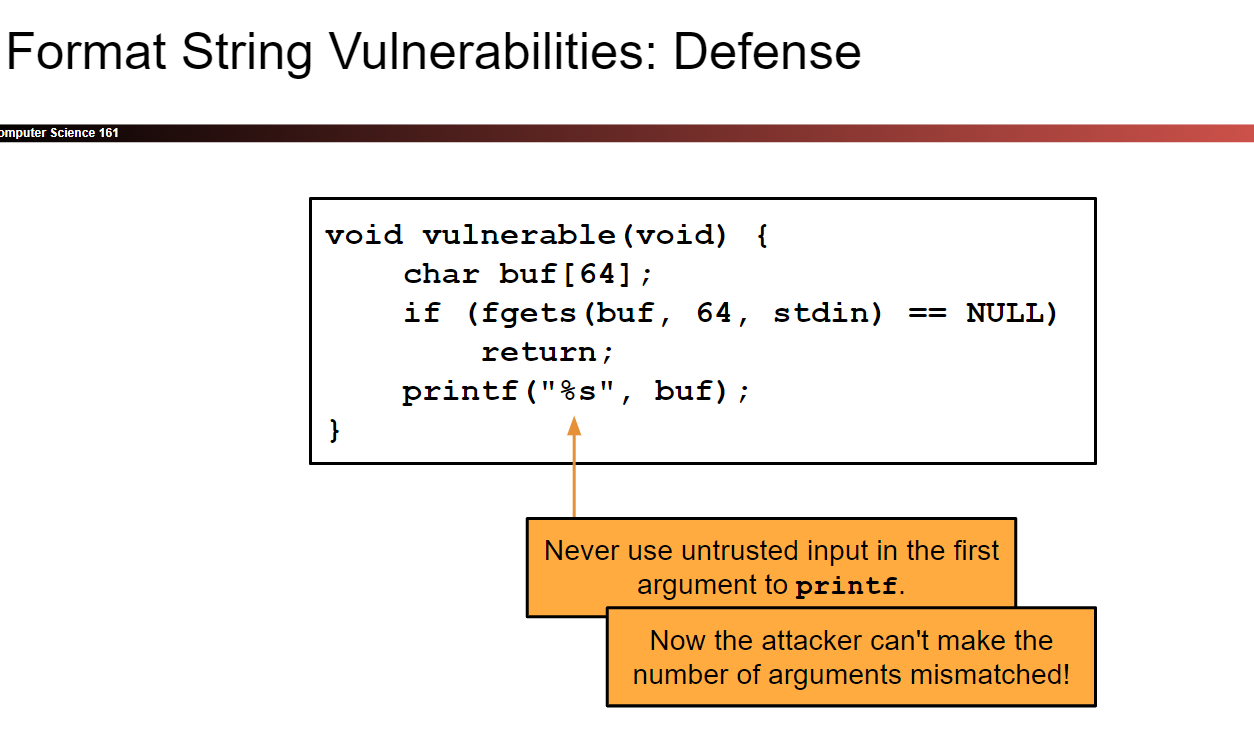 Format String Vulnerabilities: Defense
omputer Science 161
void vulnerable(void) {
    char buf[64];
    if (fgets(buf, 64, stdin) == NULL)
        return;
    printf("%s", buf);
}
Never use untrusted input in the first
argument to printf.
Now the attacker can't make the
number of arguments mismatched!